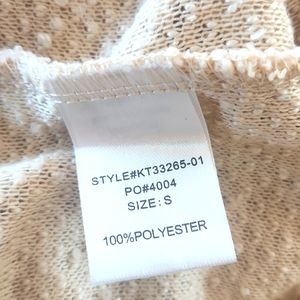 STYLE#KT33265-01
PO#4004
SIZE: S
100%POLYESTER